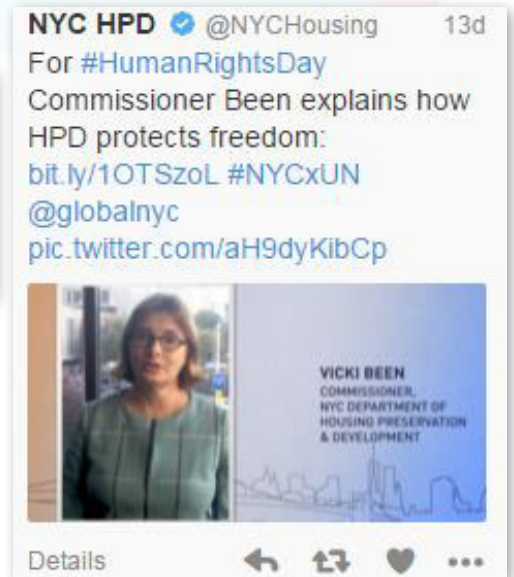 NYC HPD @NYCHousing 13d
For #HumanRightsDay
Commissioner Been explains how
HPD protects freedom:
bit.ly/1OTSzoL #NYCxUN
@globalnyc
pic.twitter.com/aH9dyKibCp
VICKI BEEN
COMMISSIONER,
NYC DEPARTMENT OF
HOUSING PRESERVATION
& DEVELOPMENT
Details